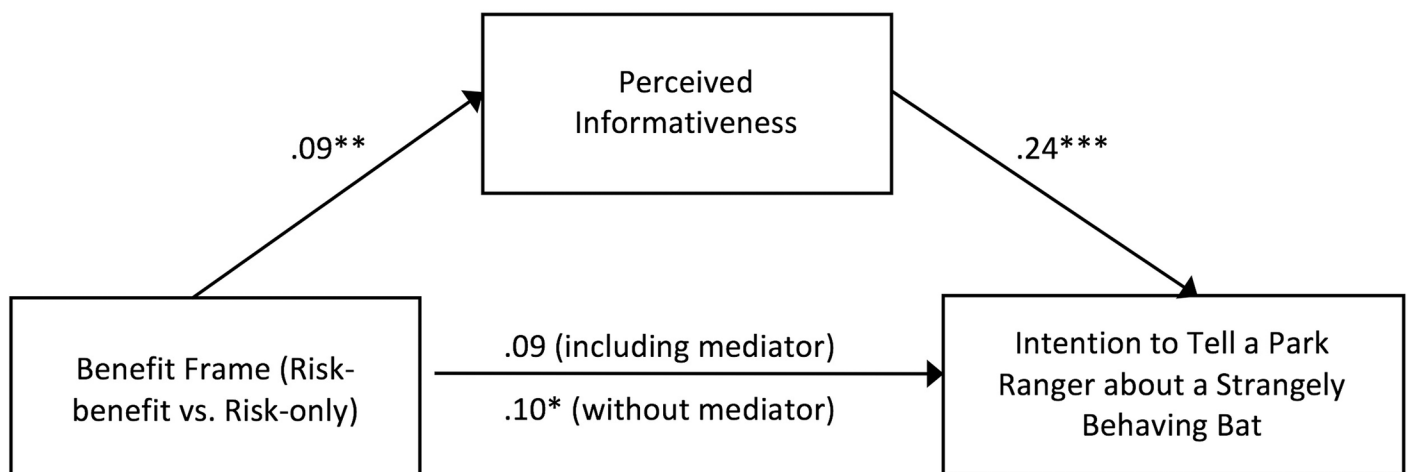 Perceived
Informativeness
.09**
.24***
Benefit Frame (Risk-
benefit vs. Risk-only)
.09 (including mediator)
.10* (without mediator)
Intention to Tell a Park
Ranger about a Strangely
Behaving Bat